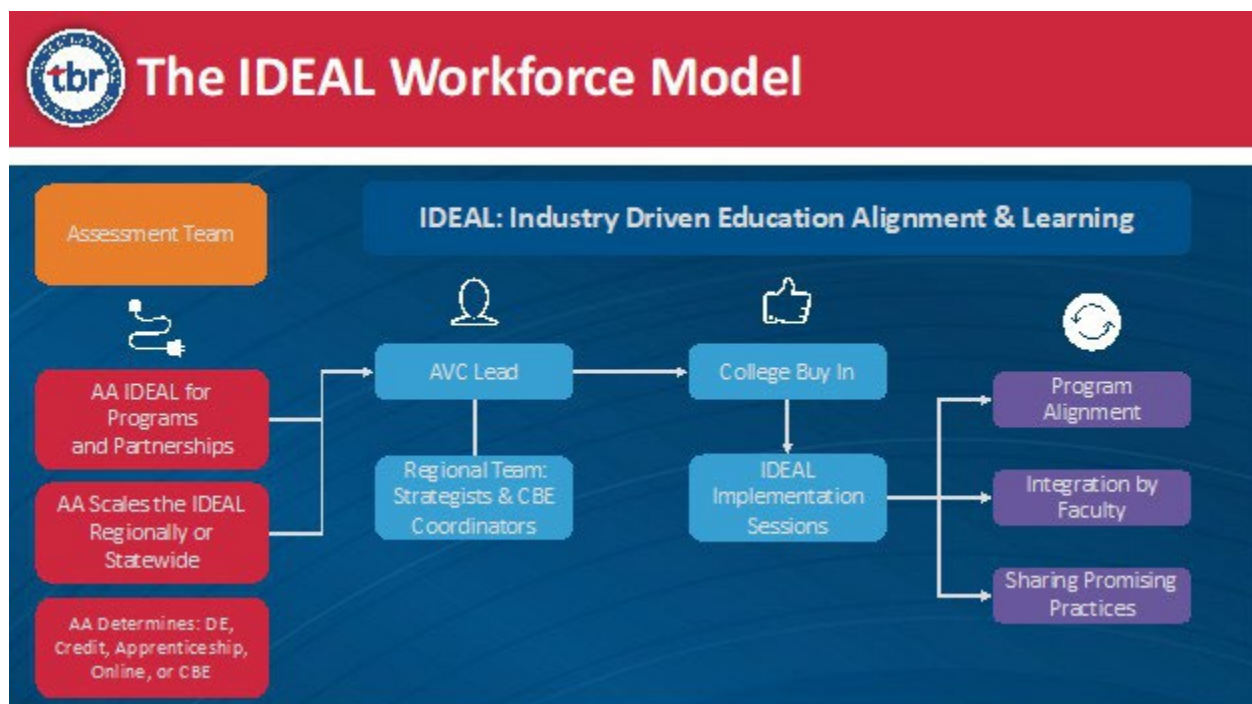 tbr
The IDEAL Workforce Model
Assessment Team
IDEAL: Industry Driven Education Alignment & Learning
AA IDEAL for
Programs
and Partnerships
AA Scales the IDEAL
Regionally or
Statewide
AA Determines: DE,
Credit, Apprenticeship,
Online, or CBE
AVC Lead
Regional Team:
Strategists & CBE
Coordinators
College Buy In
IDEAL
Implementation
Sessions
Program
Alignment
Integration by
Faculty
Sharing Promising
Practices